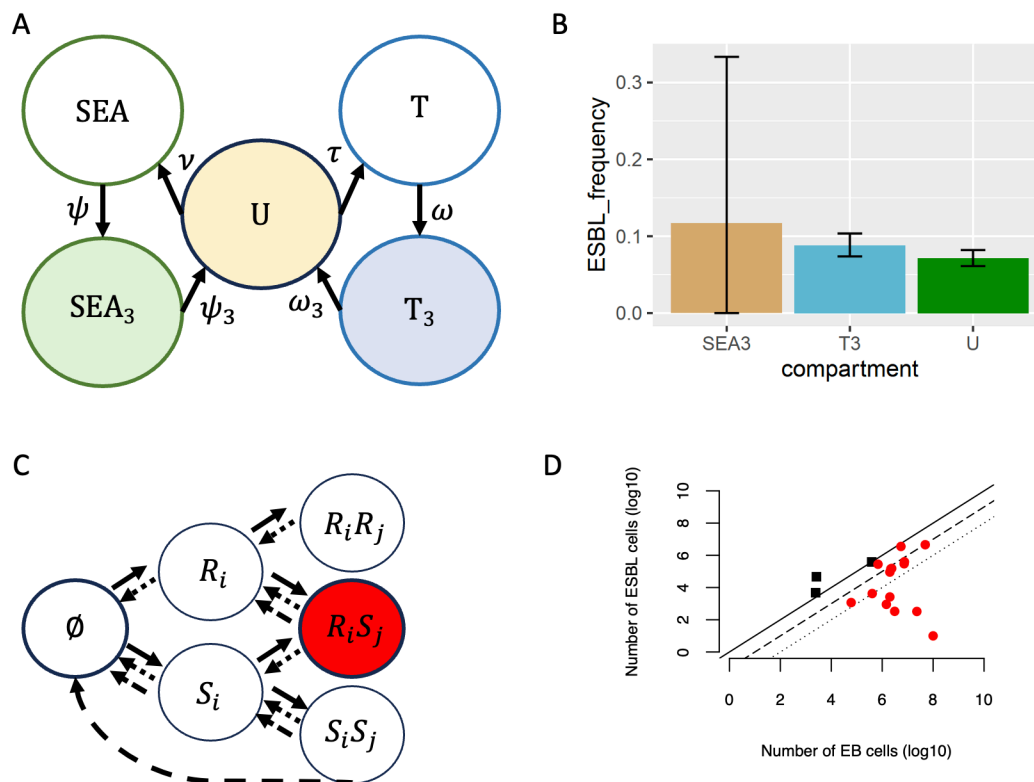 A
SEA
T
ν
τ
U
ψ
ω
SEA₃
ψ₃
ω₃
T₃
B
ESBL_frequency
0.3
0.2
0.1
0.0
SEA3
T3
U
compartment
C
RᵢRⱼ
Rᵢ
∅
RᵢSⱼ
Sᵢ
SᵢSⱼ
D
Number of ESBL cells (log10)
10
8
6
4
2
0
0 2 4 6 8 10
Number of EB cells (log10)